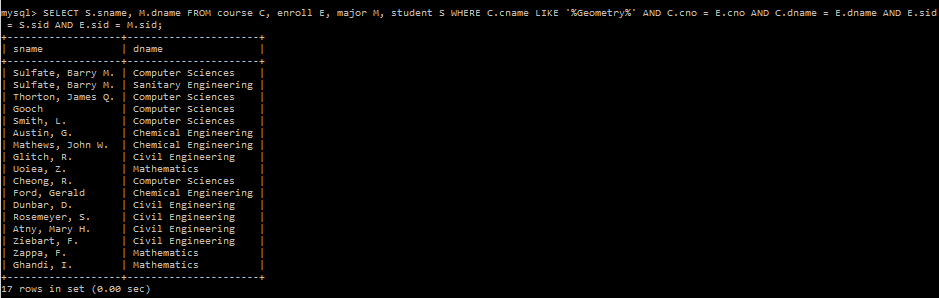 mysql> SELECT S.sname, M.dname FROM course C, enroll E, major M, student S WHERE C.cname LIKE '%Geometry%' AND C.cno = E.cno AND C.dname = E.dname AND E.sid
 = S.sid AND E.sid = M.sid;
+-------------------+----------------------+
| sname             | dname                |
+-------------------+----------------------+
| Sulfate, Barry M. | Computer Sciences    |
| Sulfate, Barry M. | Sanitary Engineering |
| Thorton, James Q. | Computer Sciences    |
| Gooch             | Computer Sciences    |
| Smith, L.         | Computer Sciences    |
| Austin, G.        | Chemical Engineering |
| Mathews, John W.  | Chemical Engineering |
| Glitch, R.        | Civil Engineering    |
| Uoiea, Z.         | Mathematics          |
| Cheong, R.        | Computer Sciences    |
| Ford, Gerald      | Chemical Engineering |
| Dunbar, D.        | Civil Engineering    |
| Rosemeyer, S.     | Civil Engineering    |
| Atny, Mary H.     | Civil Engineering    |
| Ziebart, F.       | Civil Engineering    |
| Zappa, F.         | Mathematics          |
| Ghandi, I.        | Mathematics          |
+-------------------+----------------------+
17 rows in set (0.00 sec)